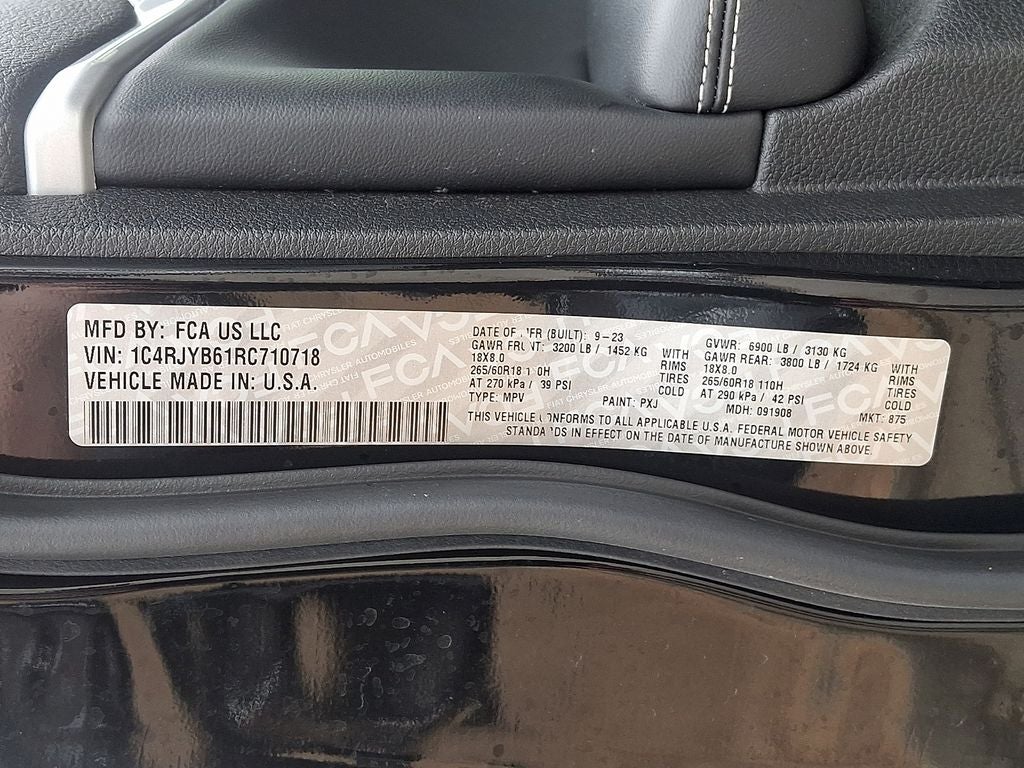 MFD BY: FCA US LLC
VIN: 1C4RJYB61RC710718
VEHICLE MADE IN: U.S.A.
DATE OF MFR (BUILT): 9-23
GAWR FRONT: 3200 LB / 1452 KG
18X8.0
265/60R18 110H
AT 270 kPa / 39 PSI
WITH
RIMS
TIRES
COLD
GVWR: 6900 LB / 3130 KG
GAWR REAR: 3800 LB / 1724 KG
18X8.0
265/60R18 110H
AT 290 kPa / 42 PSI
WITH
RIMS
TIRES
COLD
TYPE: MPV PAINT: PXJ MDH: 091908 MKT: 875
THIS VEHICLE CONFORMS TO ALL APPLICABLE U.S.A. FEDERAL MOTOR VEHICLE SAFETY
STANDARDS IN EFFECT ON THE DATE OF MANUFACTURE SHOWN ABOVE.